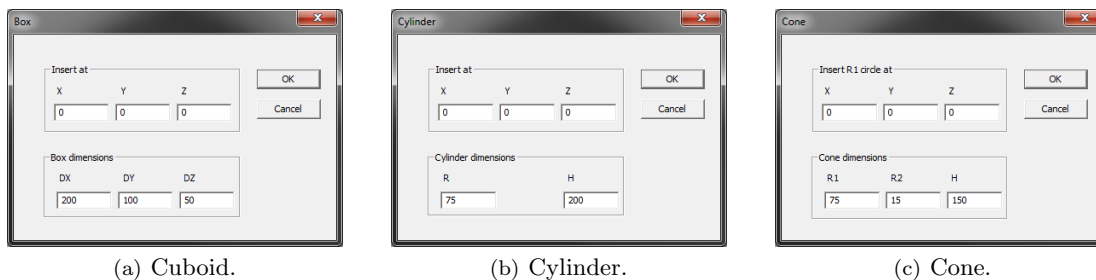 Box
Insert at
X Y Z
0 0 0
OK
Cancel
Box dimensions
DX DY DZ
200 100 50
(a) Cuboid.
Cylinder
Insert at
X Y Z
0 0 0
OK
Cancel
Cylinder dimensions
R H
75 200
(b) Cylinder.
Cone
Insert R1 circle at
X Y Z
0 0 0
OK
Cancel
Cone dimensions
R1 R2 H
75 15 150
(c) Cone.